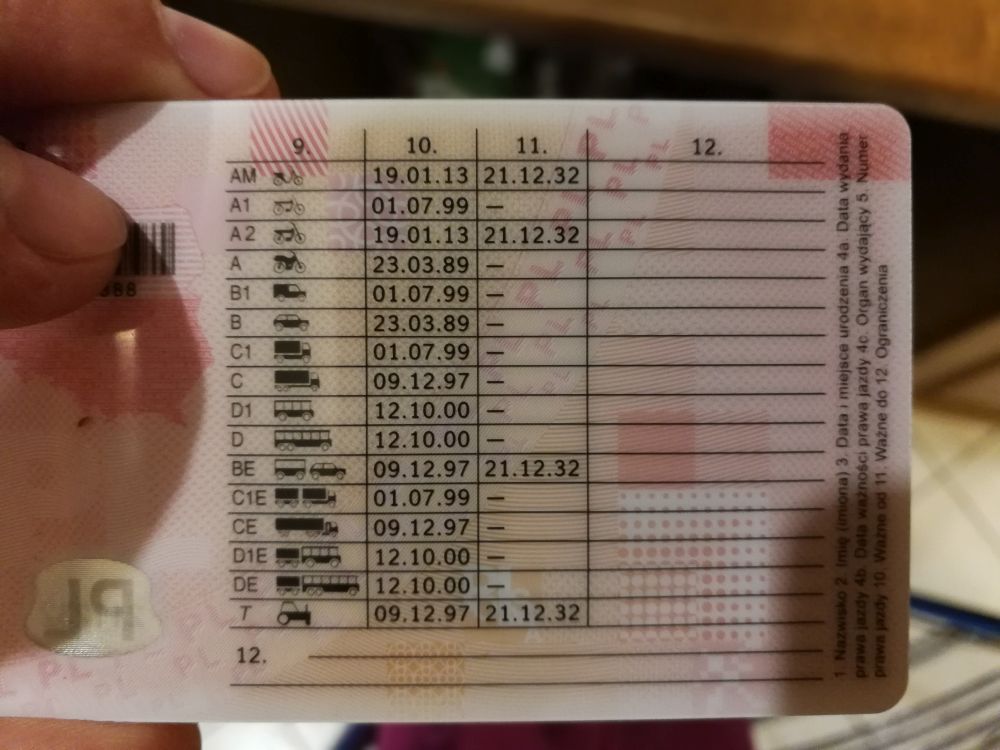 9. 10. 11. 12.
AM 19.01.13 21.12.32
A1 01.07.99 —
A2 19.01.13 21.12.32
A 23.03.89 —
B1 01.07.99 —
B 23.03.89 —
C1 01.07.99 —
C 09.12.97 —
D1 12.10.00 —
D 12.10.00 —
BE 09.12.97 21.12.32
C1E 01.07.99 —
CE 09.12.97 —
D1E 12.10.00 —
DE 12.10.00 —
T 09.12.97 21.12.32
12.
1. Nazwisko 2. Imię (imiona) 3. Data i miejsce urodzenia 4a. Data wydania
prawa jazdy 4b. Data ważności prawa jazdy 4c. Organ wydający 5. Numer
prawa jazdy 10. Ważne od 11. Ważne do 12. Ograniczenia
PL